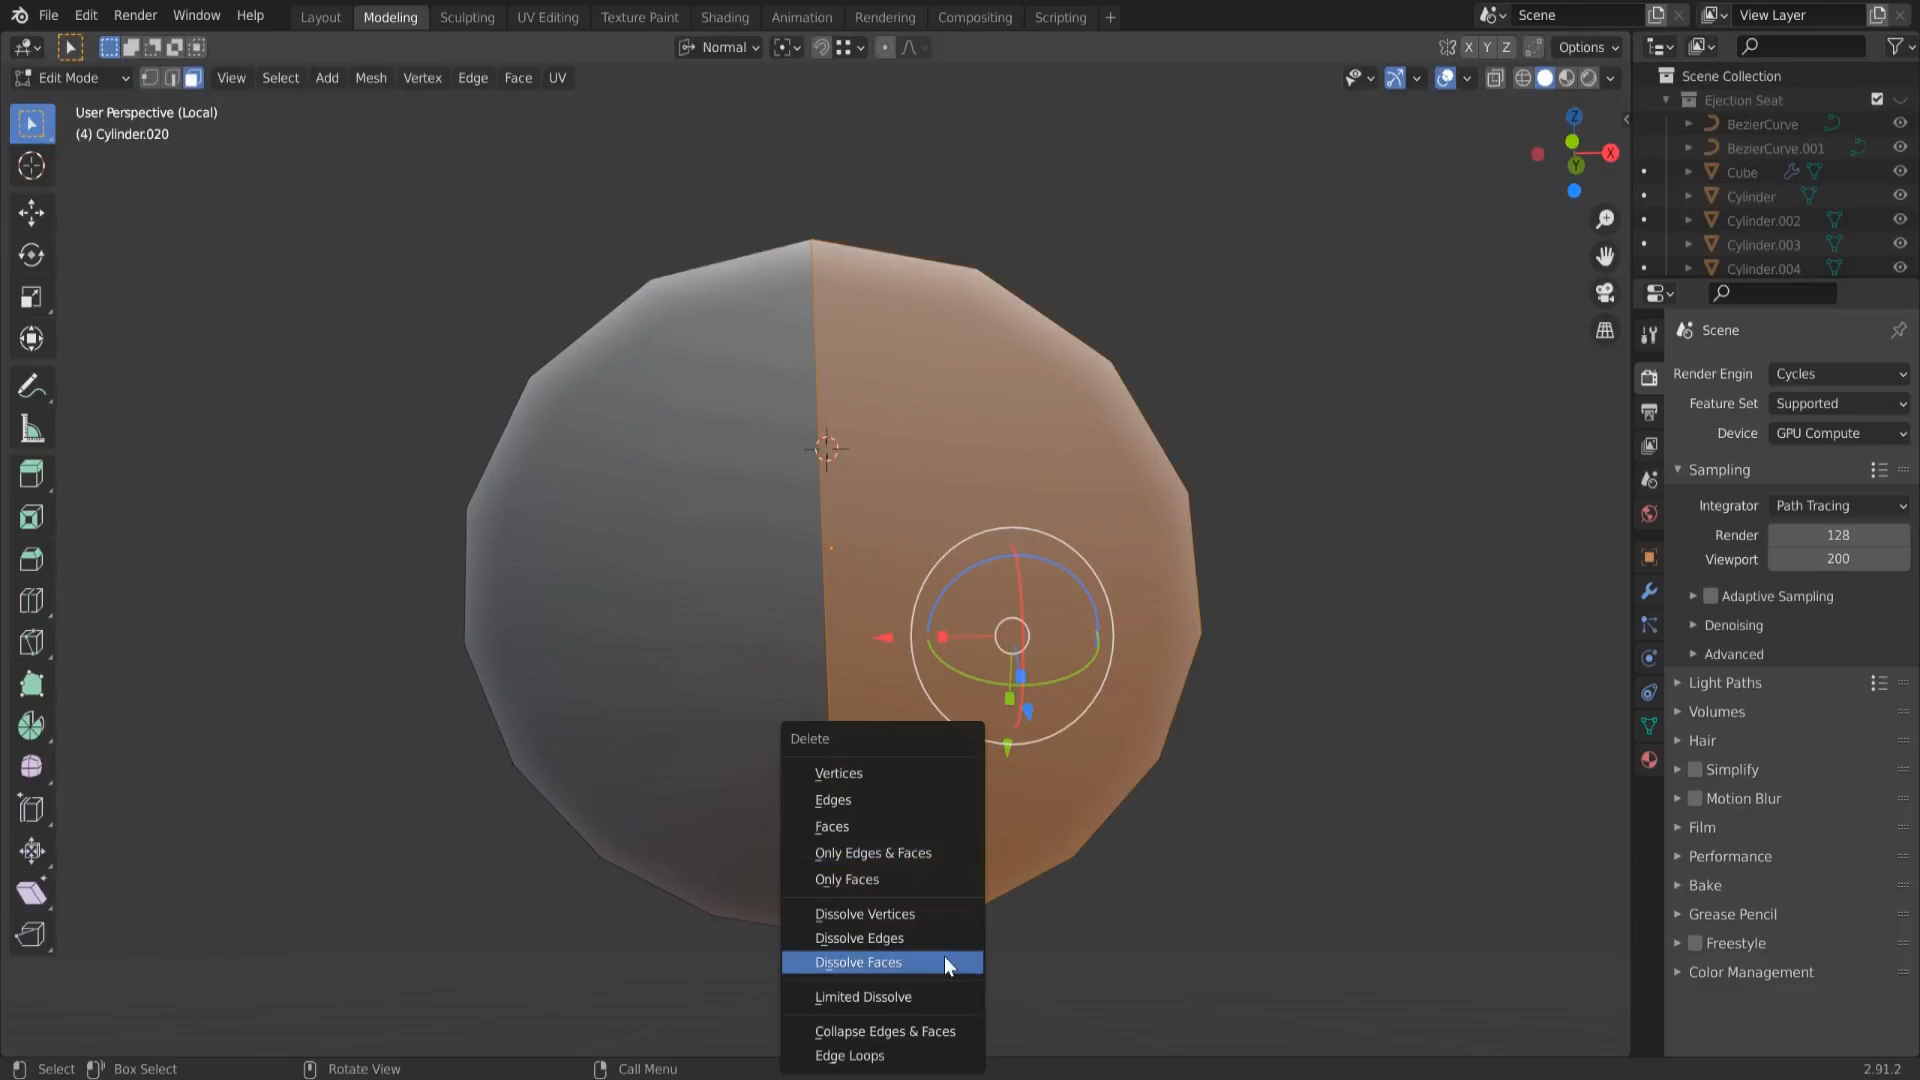 File Edit Render Window Help
Layout Modeling Sculpting UV Editing Texture Paint Shading Animation Rendering Compositing Scripting +
Scene
View Layer
Normal
X Y Z
Options
Edit Mode View Select Add Mesh Vertex Edge Face UV
User Perspective (Local)
(4) Cylinder.020
Z
X
Y
Scene Collection
Ejection Seat
BezierCurve
BezierCurve.001
Cube
Cylinder
Cylinder.002
Cylinder.003
Cylinder.004
Scene
Render Engin Cycles
Feature Set Supported
Device GPU Compute
Sampling
Integrator Path Tracing
Render 128
Viewport 200
Adaptive Sampling
Denoising
Advanced
Light Paths
Volumes
Hair
Simplify
Motion Blur
Film
Performance
Bake
Grease Pencil
Freestyle
Color Management
Delete
Vertices
Edges
Faces
Only Edges & Faces
Only Faces
Dissolve Vertices
Dissolve Edges
Dissolve Faces
Limited Dissolve
Collapse Edges & Faces
Edge Loops
Select Box Select Rotate View Call Menu 2.91.2